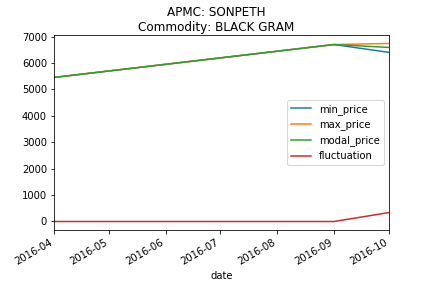 APMC: SONPETH
Commodity: BLACK GRAM
7000
6000
5000
4000
3000
2000
1000
0
min_price
max_price
modal_price
fluctuation
2016-04
2016-05
2016-06
2016-07
2016-08
2016-09
2016-10
date